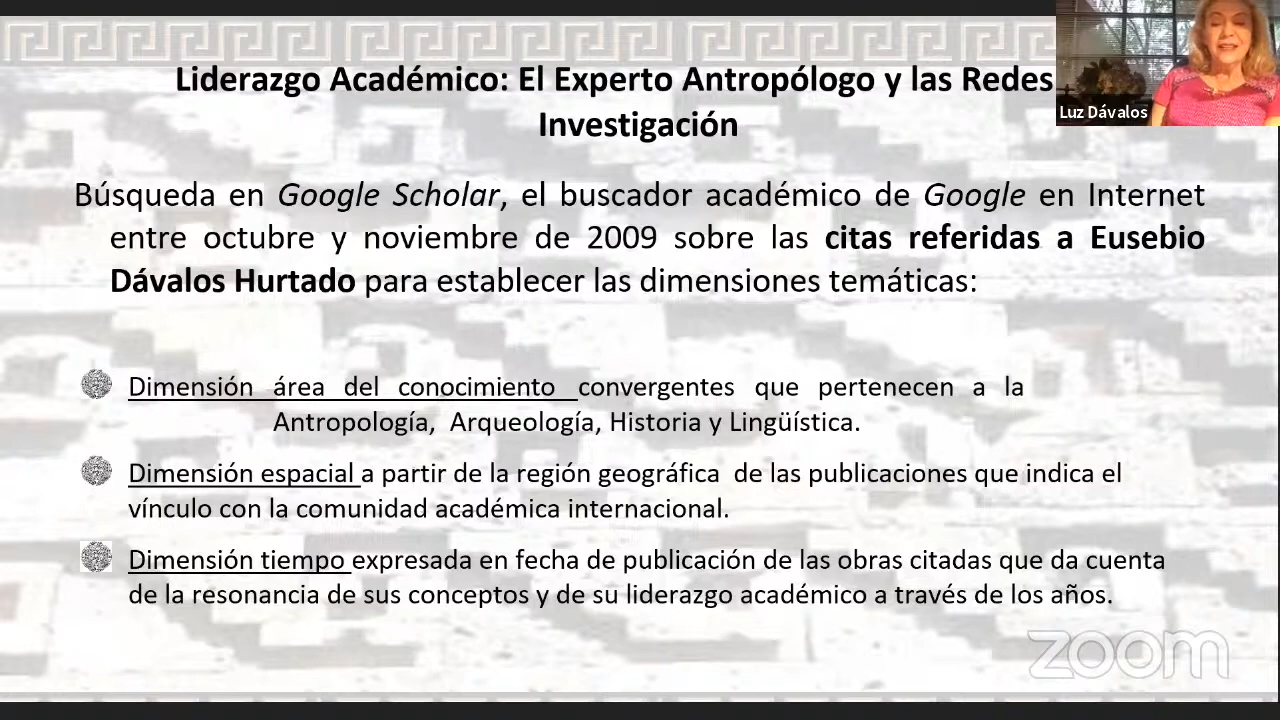 Liderazgo Académico: El Experto Antropólogo y las Redes
Investigación
Luz Dávalos
Búsqueda en Google Scholar, el buscador académico de Google en Internet
entre octubre y noviembre de 2009 sobre las citas referidas a Eusebio
Dávalos Hurtado para establecer las dimensiones temáticas:
Dimensión área del conocimiento convergentes que pertenecen a la
Antropología, Arqueología, Historia y Lingüística.
Dimensión espacial a partir de la región geográfica de las publicaciones que indica el
vínculo con la comunidad académica internacional.
Dimensión tiempo expresada en fecha de publicación de las obras citadas que da cuenta
de la resonancia de sus conceptos y de su liderazgo académico a través de los años.
zoom